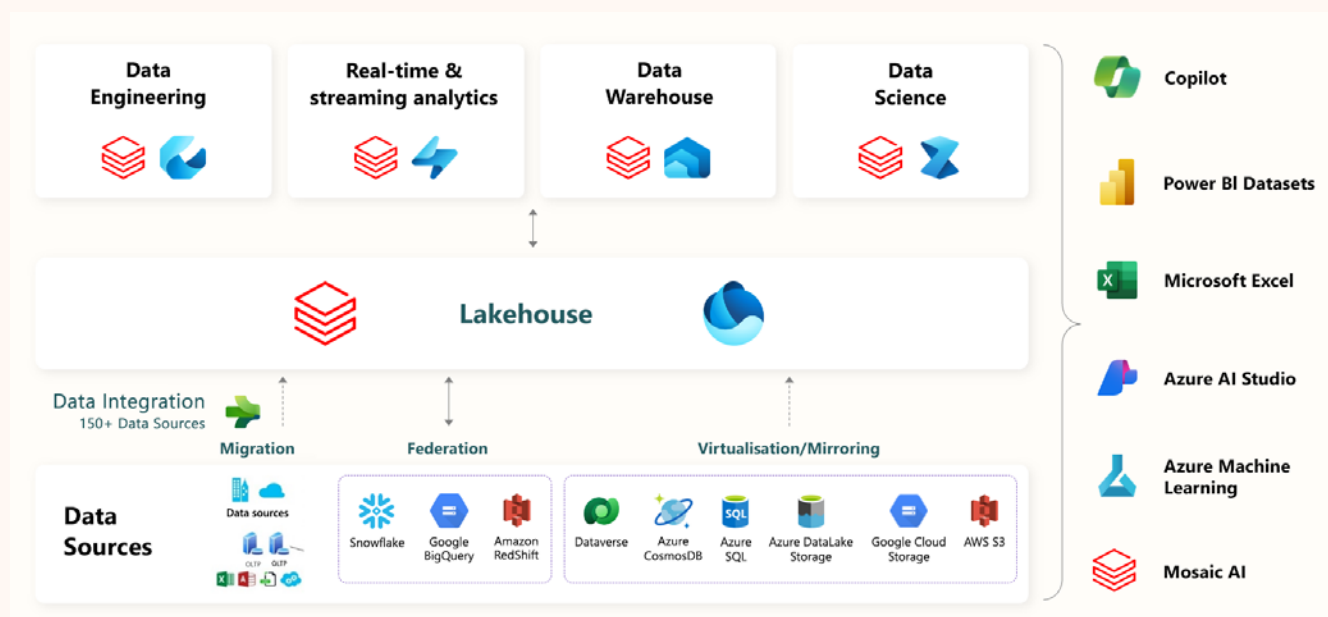 Data
Engineering
Real-time &
streaming analytics
Data
Warehouse
Data
Science
Lakehouse
Data Integration
150+ Data Sources
Migration
Federation
Virtualisation/Mirroring
Data
Sources
Data sources
OLTP
OLTP
Snowflake
Google
BigQuery
Amazon
RedShift
Dataverse
Azure
CosmosDB
SQL
Azure
SQL
Azure DataLake
Storage
Google Cloud
Storage
AWS S3
Copilot
Power BI Datasets
X
Microsoft Excel
Azure AI Studio
Azure Machine
Learning
Mosaic AI